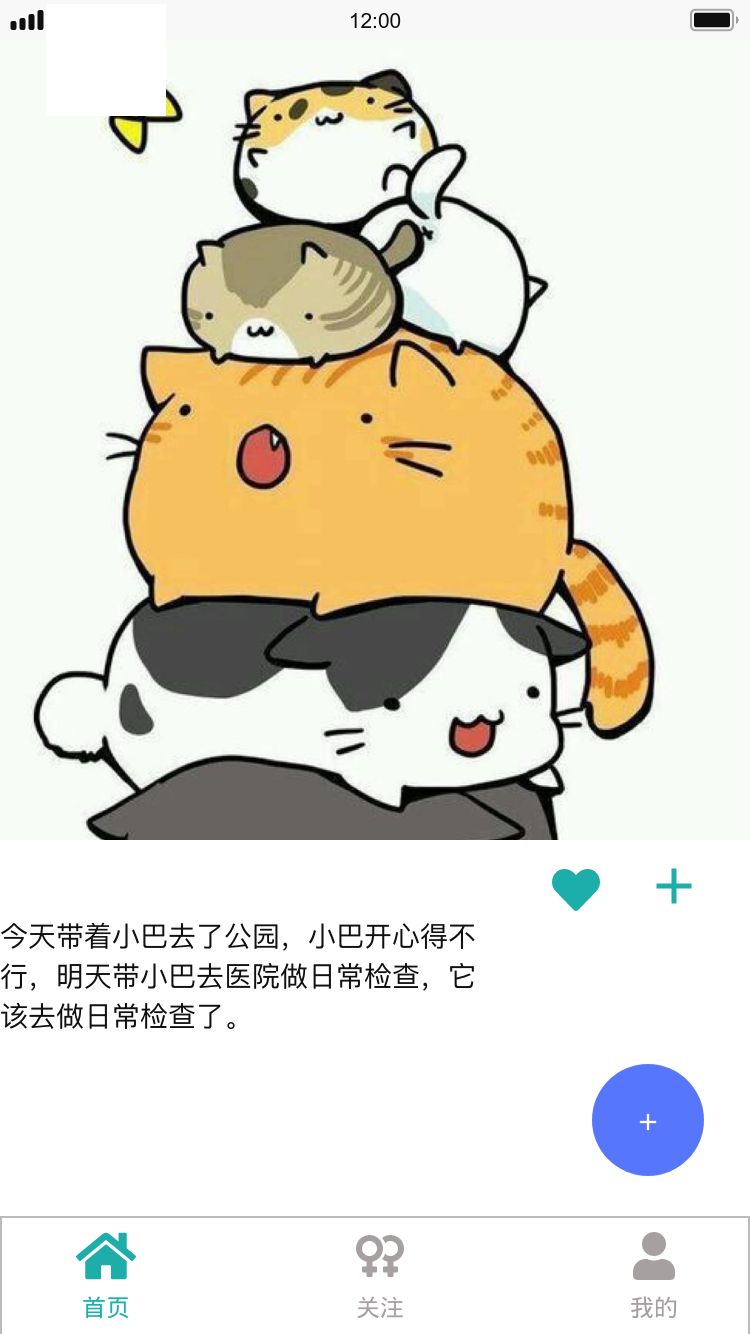 12:00
今天带着小巴去了公园，小巴开心得不
行，明天带小巴去医院做日常检查，它
该去做日常检查了。
首页
关注
我的